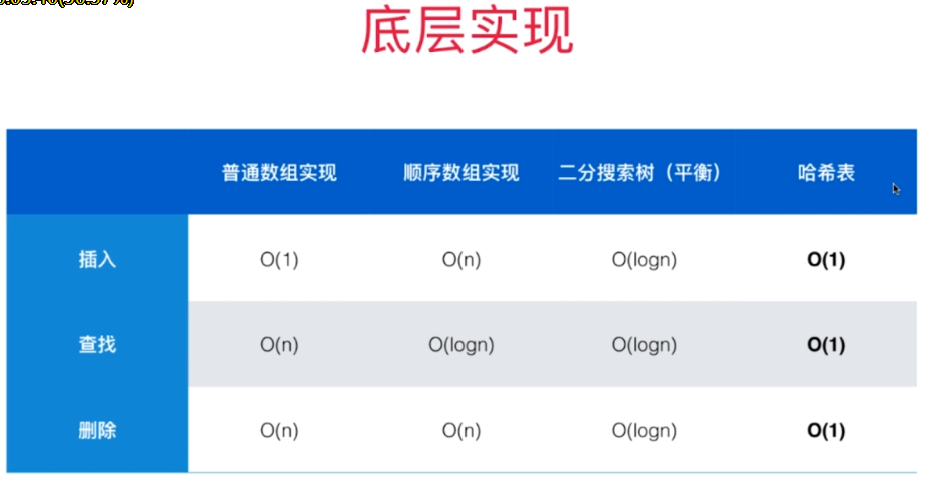 底层实现
普通数组实现 顺序数组实现 二分搜索树（平衡） 哈希表
插入 O(1) O(n) O(logn) O(1)
查找 O(n) O(logn) O(logn) O(1)
删除 O(n) O(n) O(logn) O(1)